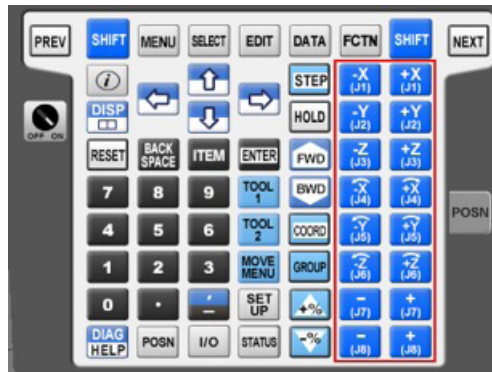 PREV SHIFT MENU SELECT EDIT DATA FCTN SHIFT NEXT
i STEP -X (J1) +X (J1)
DISP HOLD -Y (J2) +Y (J2)
OFF ON
RESET BACK SPACE ITEM ENTER FWD -Z (J3) +Z (J3)
7 8 9 TOOL 1 BWD -X (J4) +X (J4)
POSN
4 5 6 TOOL 2 COORD -Y (J5) +Y (J5)
1 2 3 MOVE MENU GROUP -Z (J6) +Z (J6)
0 . SET UP +% - (J7) + (J7)
DIAG HELP POSN I/O STATUS -% - (J8) + (J8)